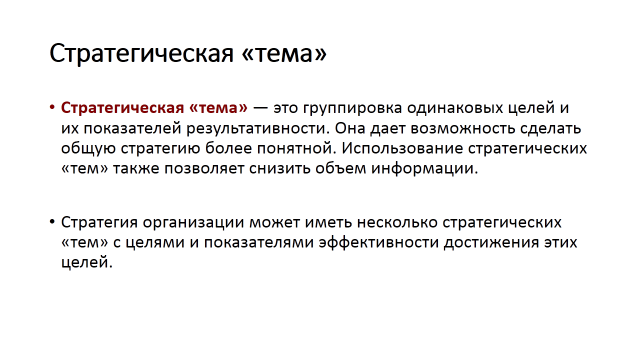 Стратегическая «тема»
• Стратегическая «тема» — это группировка одинаковых целей и
их показателей результативности. Она дает возможность сделать
общую стратегию более понятной. Использование стратегических
«тем» также позволяет снизить объем информации.
• Стратегия организации может иметь несколько стратегических
«тем» с целями и показателями эффективности достижения этих
целей.